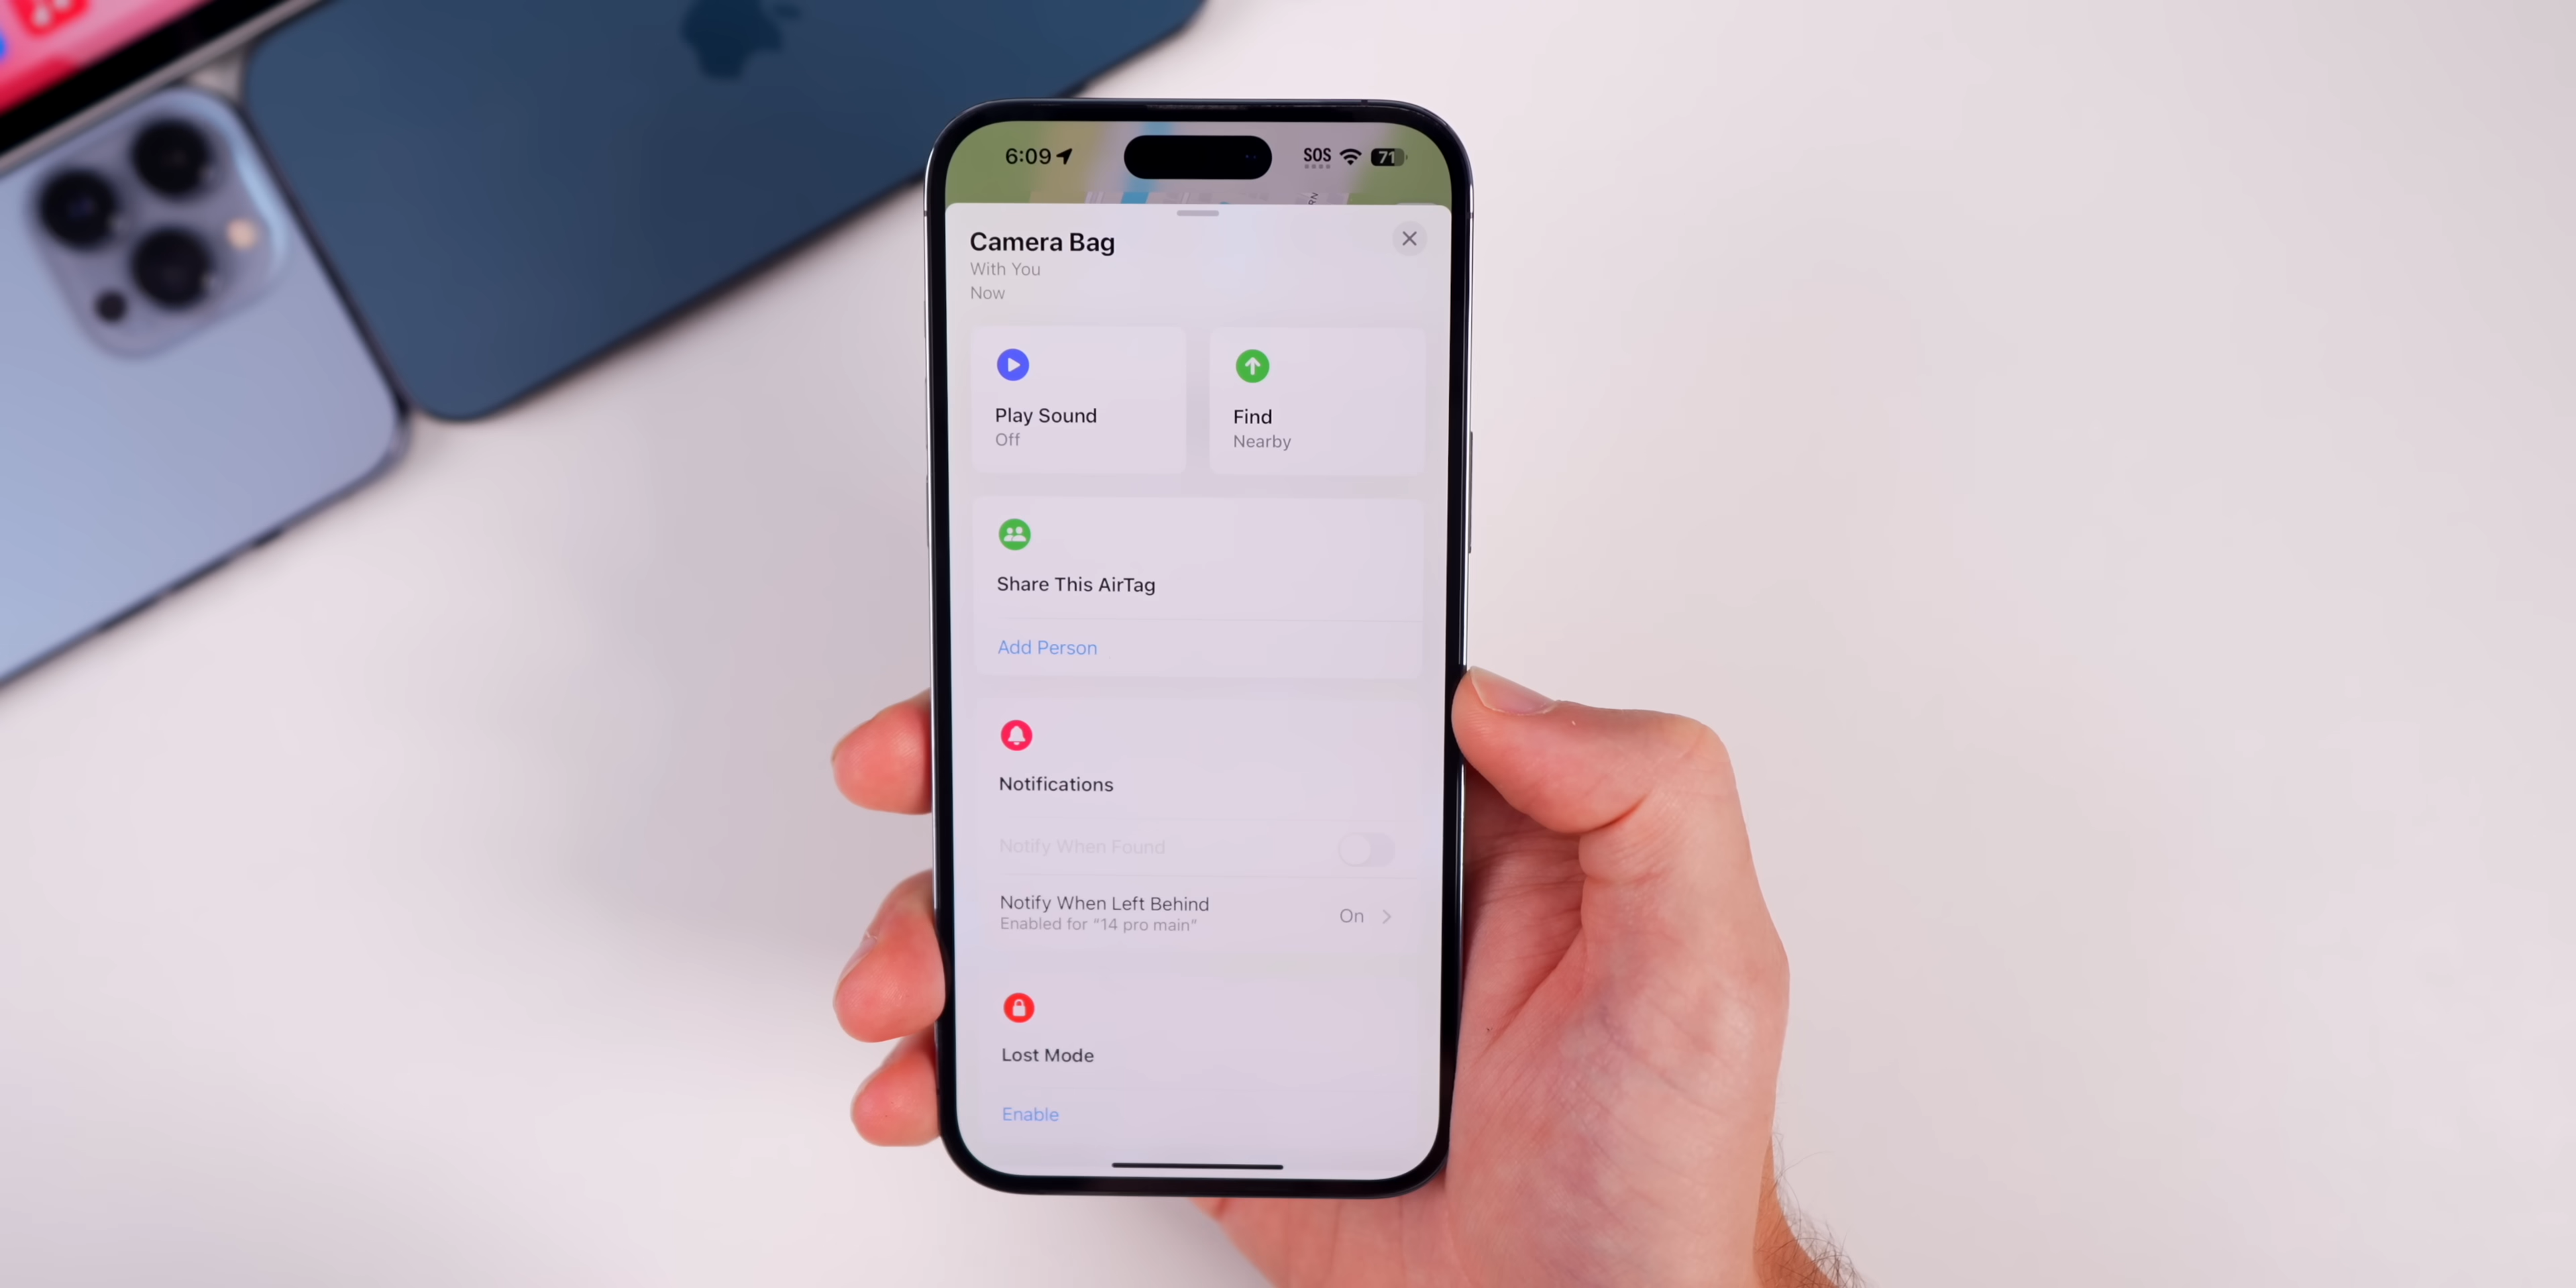 6:09
SOS
71
Camera Bag
With You
Now
Play Sound
Off
Find
Nearby
Share This AirTag
Add Person
Notifications
Notify When Found
Notify When Left Behind
On
Enabled for “14 pro main”
Lost Mode
Enable